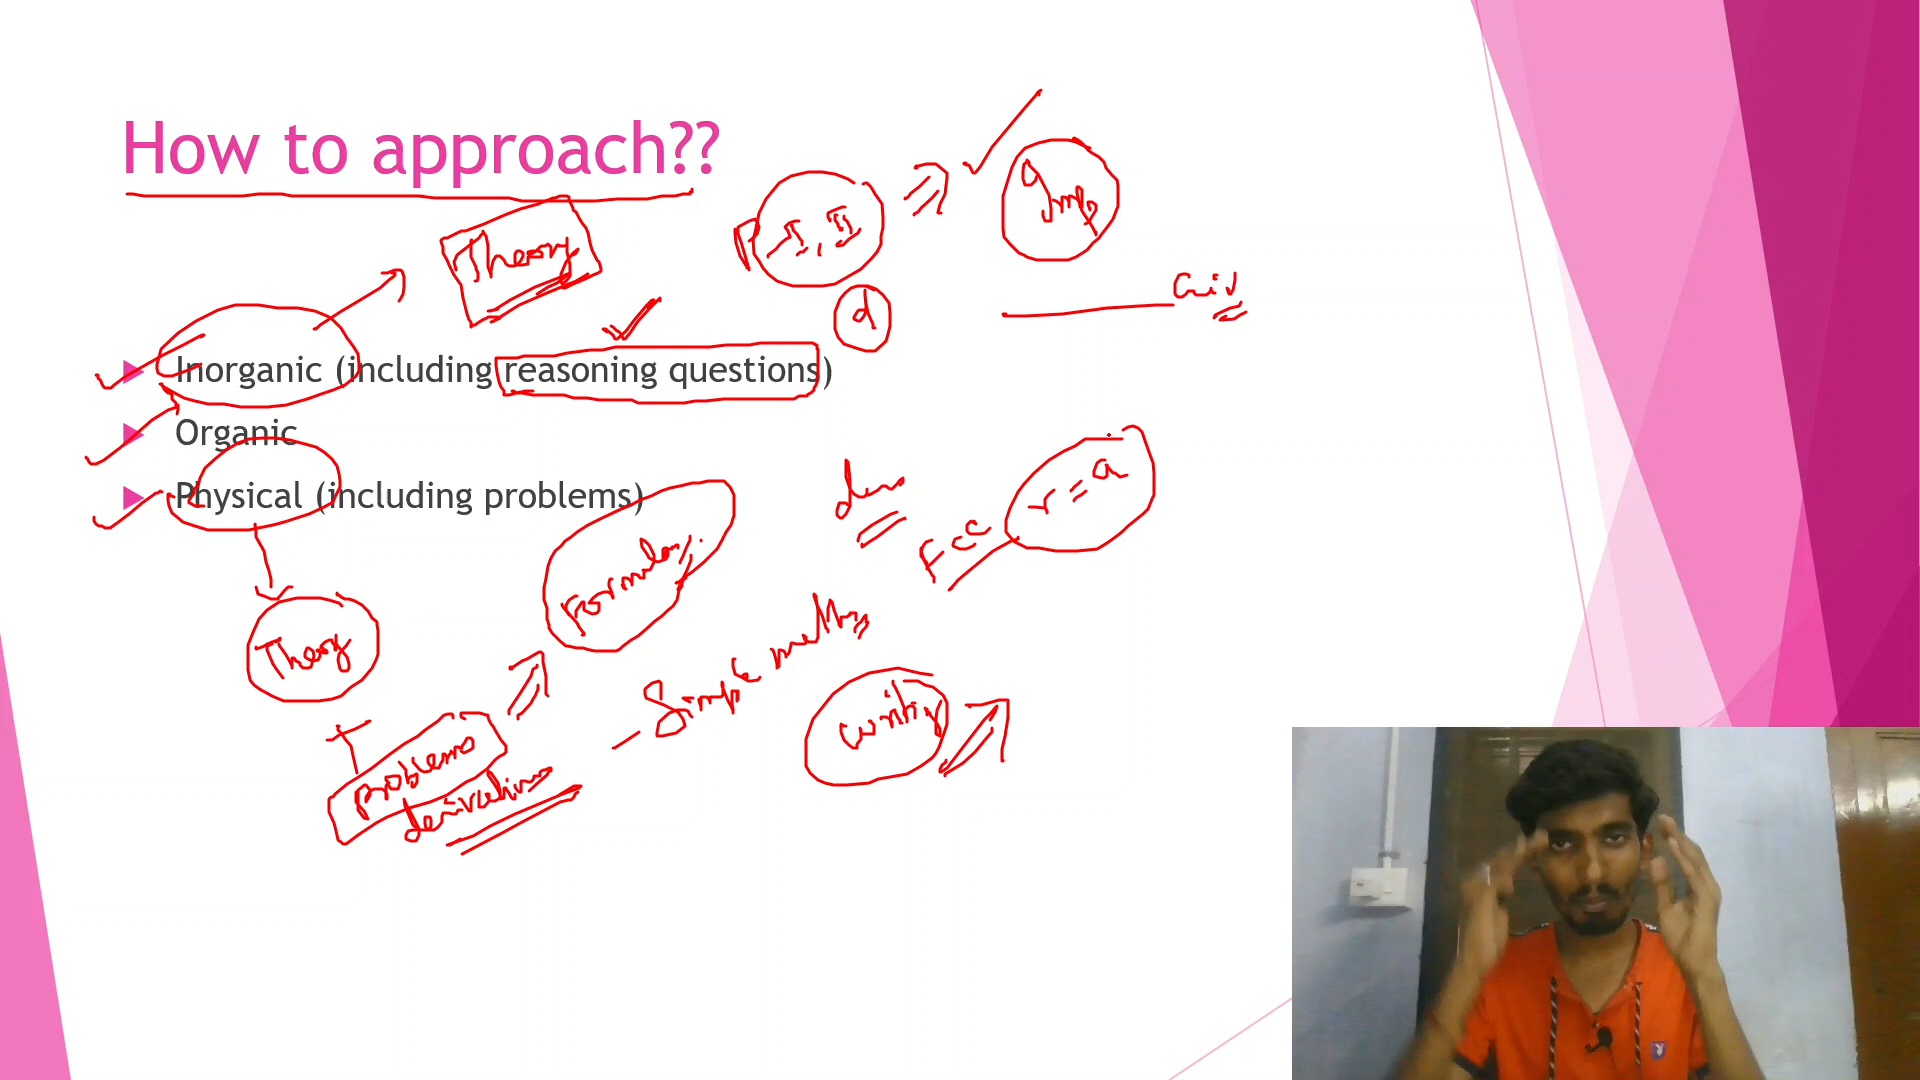 How to approach??
Imp
Theory
P-I, II
d
Inorganic (including reasoning questions)
Organic
Physical (including problems)
r = a
FCC
Formulas
Theory
Simple
writing
problems
derivations